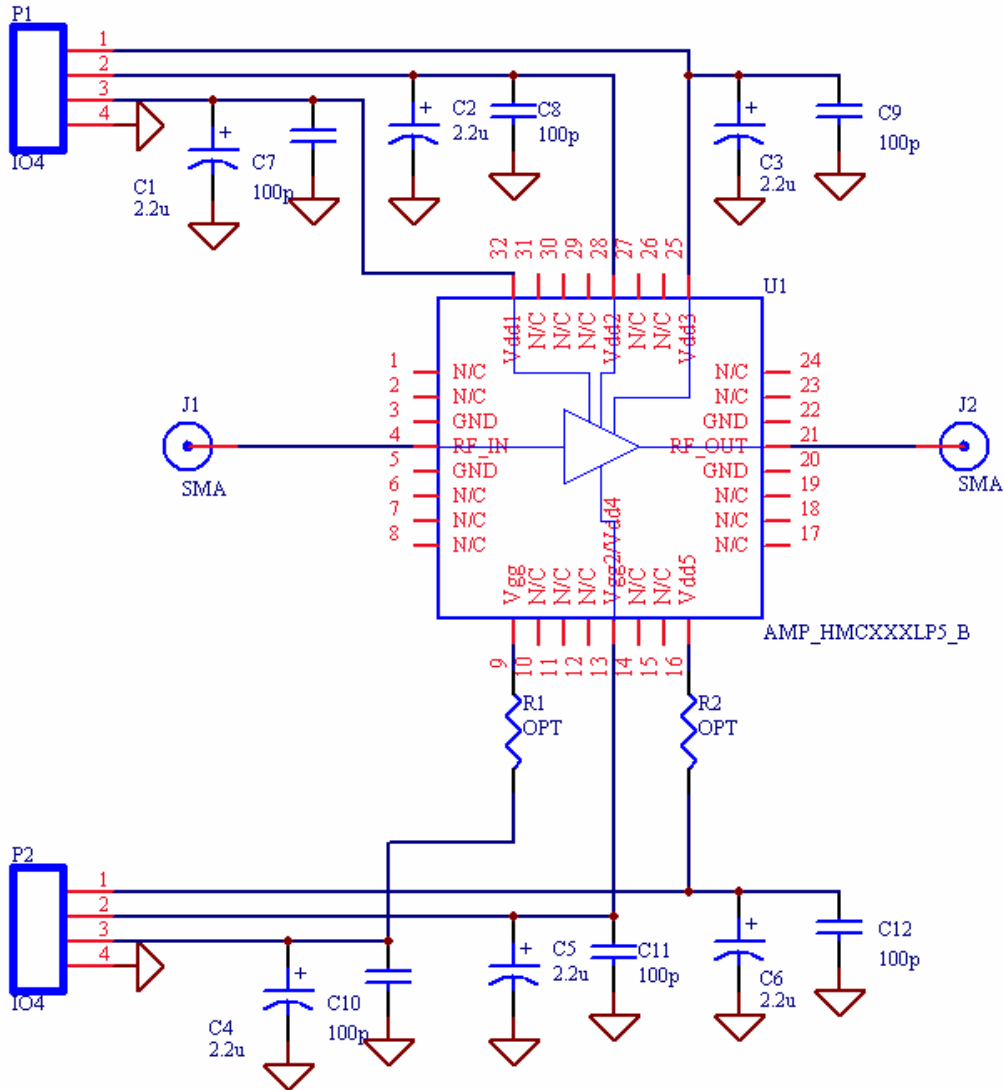 P1
1
2
3
4
IO4
C1
2.2u
C7
100p
C2
2.2u
C8
100p
C3
2.2u
C9
100p
32
31
30
29
28
27
26
25
U1
Vdd1
N/C
N/C
N/C
Vdd2
N/C
N/C
Vdd3
1
N/C
2
N/C
3
GND
4
RF_IN
5
GND
6
N/C
7
N/C
8
N/C
24
N/C
23
N/C
22
GND
21
RF_OUT
20
GND
19
N/C
18
N/C
17
N/C
J1
SMA
J2
SMA
Vgg
N/C
N/C
N/C
Vgg2/Vdd4
N/C
N/C
Vdd5
AMP_HMCXXXLP5_B
9
10
11
12
13
14
15
16
R1
OPT
R2
OPT
P2
1
2
3
4
IO4
C4
2.2u
C10
100p
C5
2.2u
C11
100p
C6
2.2u
C12
100p